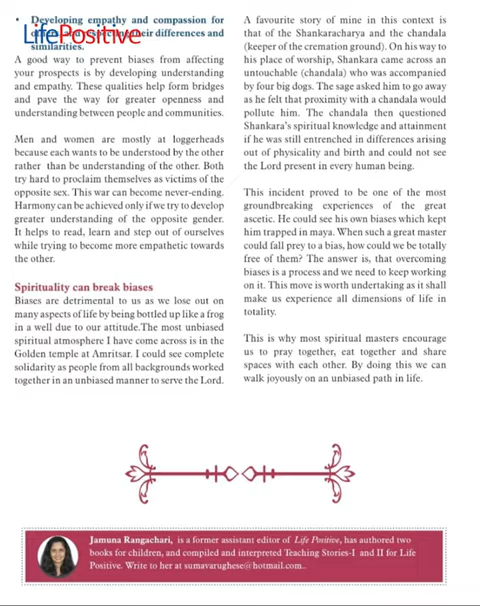 • Developing empathy and compassion for
LifePositive
their differences and
similarities.
A good way to prevent biases from affecting
your prospects is by developing understanding
and empathy. These qualities help form bridges
and pave the way for greater openness and
understanding between people and communities.
Men and women are mostly at loggerheads
because each wants to be understood by the other
rather than be understanding of the other. Both
try hard to proclaim themselves as victims of the
opposite sex. This war can become never-ending.
Harmony can be achieved only if we try to develop
greater understanding of the opposite gender.
It helps to read, learn and step out of ourselves
while trying to become more empathetic towards
the other.
Spirituality can break biases
Biases are detrimental to us as we lose out on
many aspects of life by being bottled up like a frog
in a well due to our attitude.The most unbiased
spiritual atmosphere I have come across is in the
Golden temple at Amritsar. I could see complete
solidarity as people from all backgrounds worked
together in an unbiased manner to serve the Lord.
A favourite story of mine in this context is
that of the Shankaracharya and the chandala
(keeper of the cremation ground). On his way to
his place of worship, Shankara came across an
untouchable (chandala) who was accompanied
by four big dogs. The sage asked him to go away
as he felt that proximity with a chandala would
pollute him. The chandala then questioned
Shankara's spiritual knowledge and attainment
if he was still entrenched in differences arising
out of physicality and birth and could not see
the Lord present in every human being.
This incident proved to be one of the most
groundbreaking experiences of the great
ascetic. He could see his own biases which kept
him trapped in maya. When such a great master
could fall prey to a bias, how could we be totally
free of them? The answer is, that overcoming
biases is a process and we need to keep working
on it. This move is worth undertaking as it shall
make us experience all dimensions of life in
totality.
This is why most spiritual masters encourage
us to pray together, eat together and share
spaces with each other. By doing this we can
walk joyously on an unbiased path in life.
Jamuna Rangachari, is a former assistant editor of Life Positive, has authored two
books for children, and compiled and interpreted Teaching Stories-I and II for Life
Positive. Write to her at sumavarughese@hotmail.com..